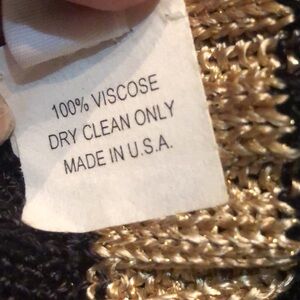 100% VISCOSE
DRY CLEAN ONLY
MADE IN U.S.A.